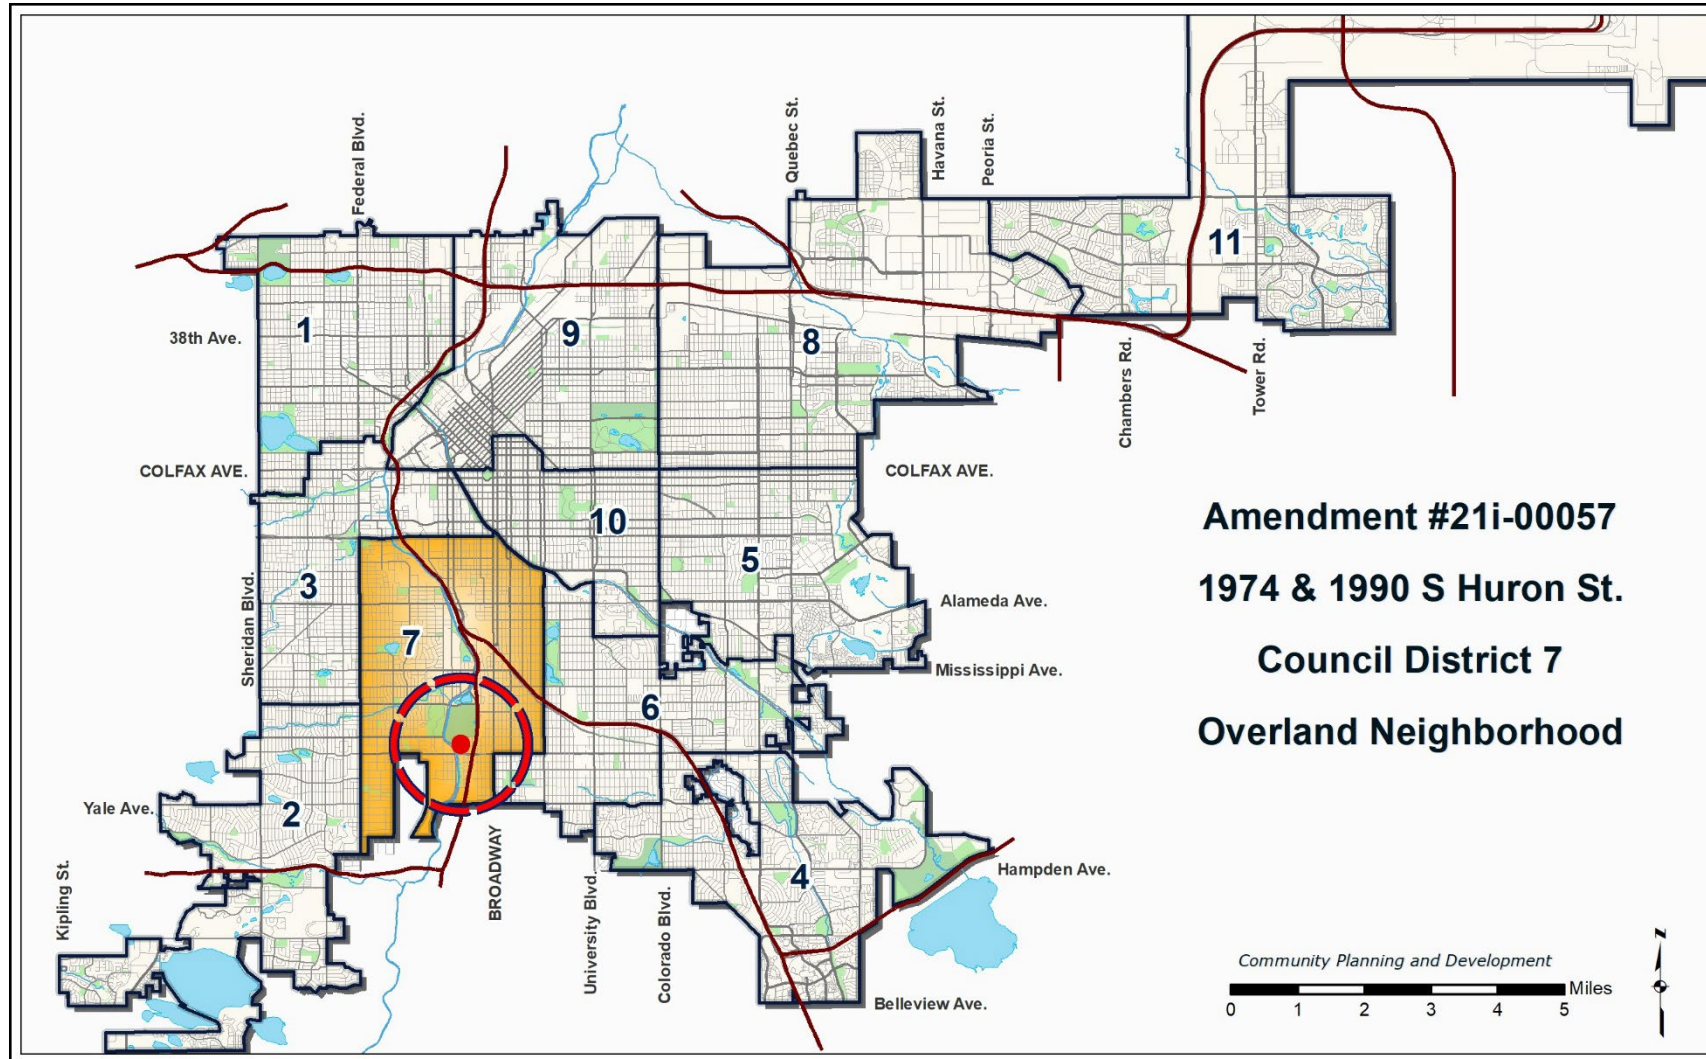 Federal Blvd.
Quebec St.
Havana St.
Peoria St.
38th Ave.
1
9
8
11
Chambers Rd.
Tower Rd.
COLFAX AVE.
COLFAX AVE.
10
5
3
Sheridan Blvd.
7
6
Alameda Ave.
Mississippi Ave.
Amendment #21i-00057
1974 & 1990 S Huron St.
Council District 7
Overland Neighborhood
Yale Ave.
2
4
Kipling St.
BROADWAY
University Blvd.
Colorado Blvd.
Hampden Ave.
Belleview Ave.
Community Planning and Development
Miles
0 1 2 3 4 5
N